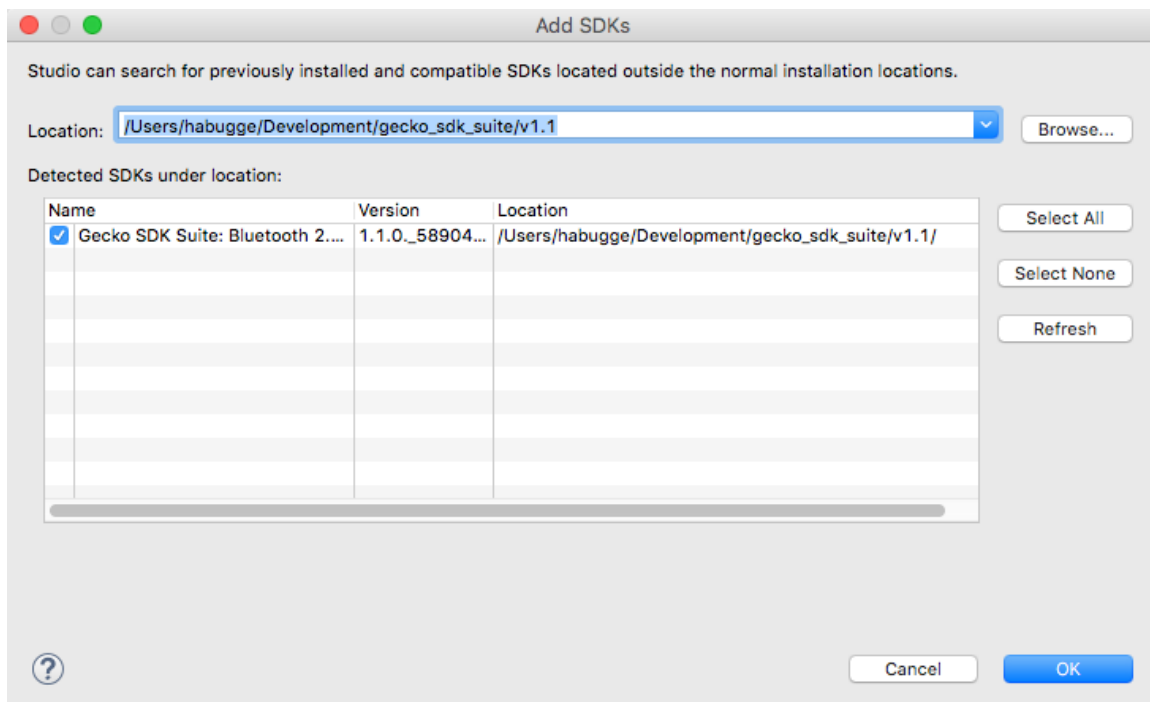 Add SDKs
Studio can search for previously installed and compatible SDKs located outside the normal installation locations.
Location: /Users/habugge/Development/gecko_sdk_suite/v1.1 Browse...
Detected SDKs under location:
Name Version Location
Select All
Gecko SDK Suite: Bluetooth 2.... 1.1.0._58904... /Users/habugge/Development/gecko_sdk_suite/v1.1/
Select None
Refresh
? Cancel OK